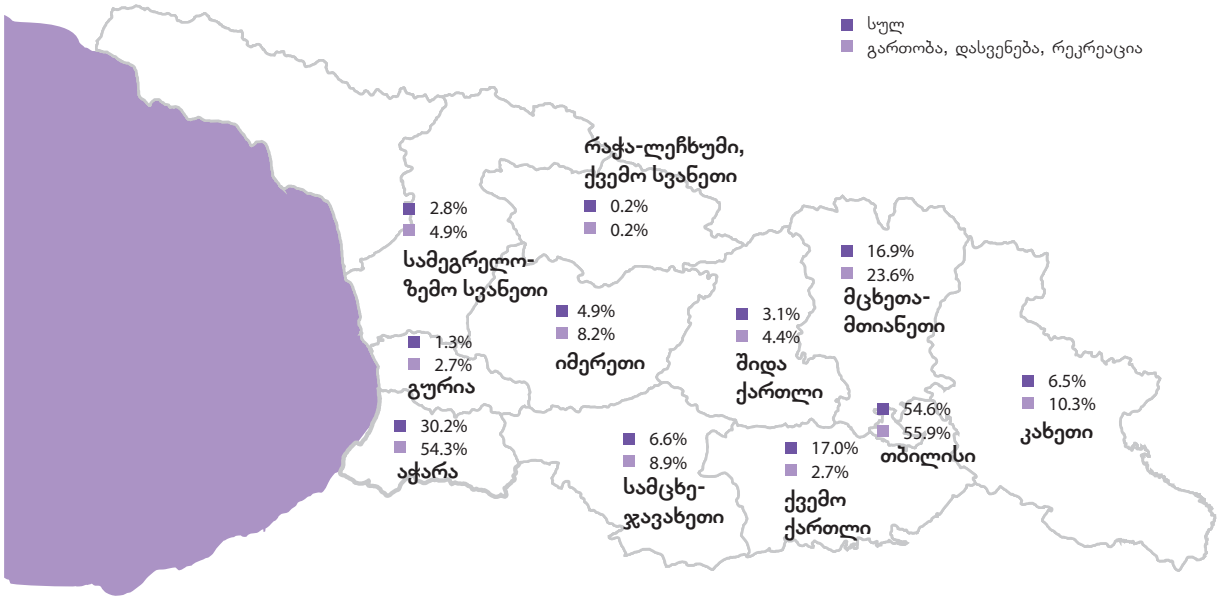 სულ
გართობა, დასვენება, რეკრეაცია
რაჭა-ლეჩხუმი,
ქვემო სვანეთი
0.2%
0.2%
2.8%
4.9%
სამეგრელო-
ზემო სვანეთი
16.9%
23.6%
მცხეთა-
მთიანეთი
4.9%
8.2%
იმერეთი
3.1%
4.4%
შიდა
ქართლი
1.3%
2.7%
გურია
6.5%
10.3%
კახეთი
54.6%
55.9%
თბილისი
30.2%
54.3%
აჭარა
6.6%
8.9%
სამცხე-
ჯავახეთი
17.0%
2.7%
ქვემო
ქართლი